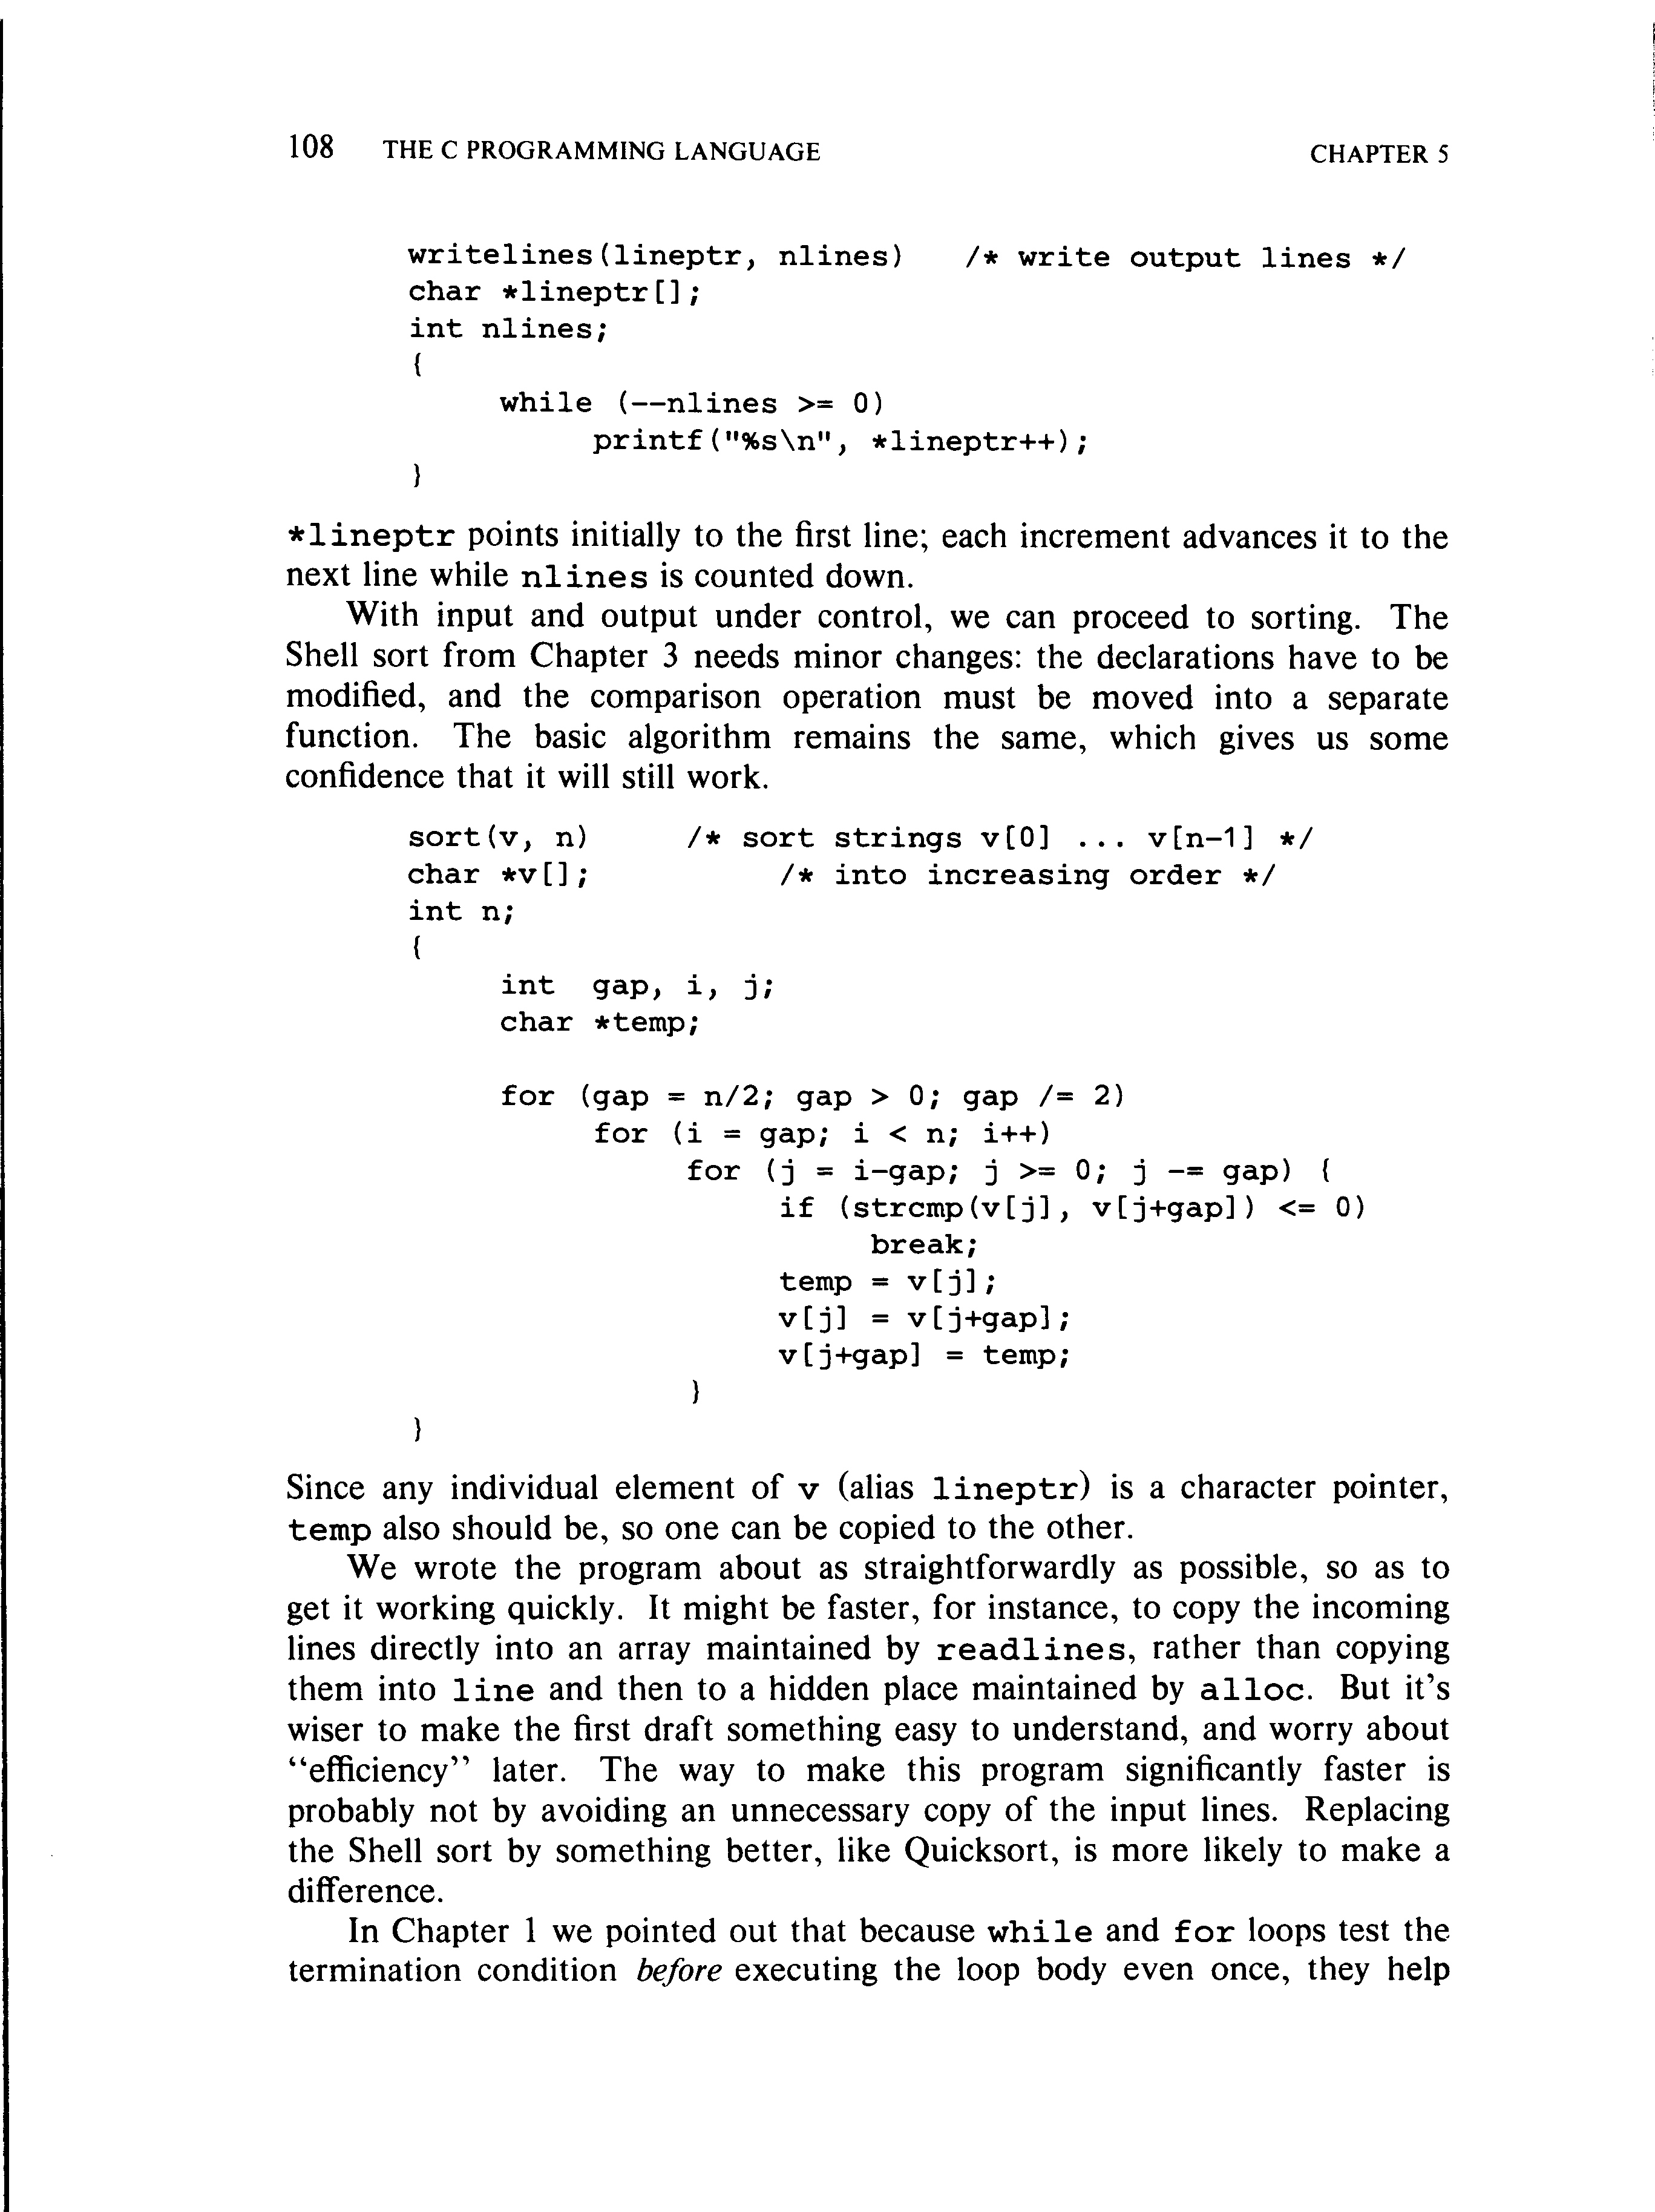 108 THE C PROGRAMMING LANGUAGE CHAPTER 5
writelines(lineptr, nlines) /* write output lines */
char *lineptr[];
int nlines;
{
while (--nlines >= 0)
printf("%s\n", *lineptr++);
}
*lineptr points initially to the first line; each increment advances it to the
next line while nlines is counted down.
With input and output under control, we can proceed to sorting. The
Shell sort from Chapter 3 needs minor changes: the declarations have to be
modified, and the comparison operation must be moved into a separate
function. The basic algorithm remains the same, which gives us some
confidence that it will still work.
sort(v, n) /* sort strings v[0] ... v[n-1] */
char *v[]; /* into increasing order */
int n;
{
int gap, i, j;
char *temp;
for (gap = n/2; gap > 0; gap /= 2)
for (i = gap; i < n; i++)
for (j = i-gap; j >= 0; j -= gap) {
if (strcmp(v[j], v[j+gap]) <= 0)
break;
temp = v[j];
v[j] = v[j+gap];
v[j+gap] = temp;
}
}
Since any individual element of v (alias lineptr) is a character pointer,
temp also should be, so one can be copied to the other.
We wrote the program about as straightforwardly as possible, so as to
get it working quickly. It might be faster, for instance, to copy the incoming
lines directly into an array maintained by readlines, rather than copying
them into line and then to a hidden place maintained by alloc. But it's
wiser to make the first draft something easy to understand, and worry about
“efficiency” later. The way to make this program significantly faster is
probably not by avoiding an unnecessary copy of the input lines. Replacing
the Shell sort by something better, like Quicksort, is more likely to make a
difference.
In Chapter 1 we pointed out that because while and for loops test the
termination condition before executing the loop body even once, they help